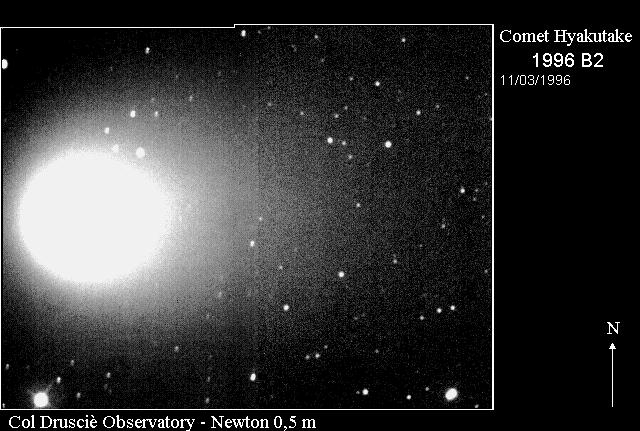 Comet Hyakutake
1996 B2
11/03/1996
N
Col Drusciè Observatory - Newton 0,5 m